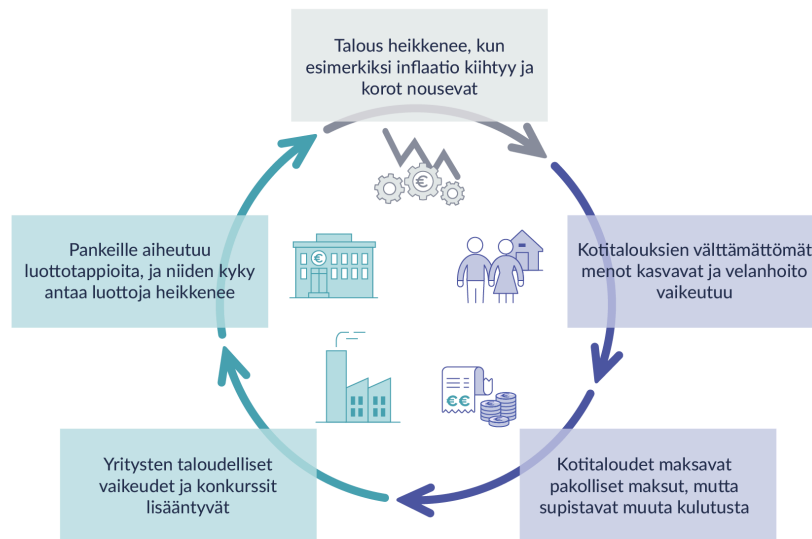 Talous heikkenee, kun
esimerkiksi inflaatio kiihtyy ja
korot nousevat
€
Kotitalouksien välttämättömät
menot kasvavat ja velanhoito
vaikeutuu
€€
Kotitaloudet maksavat
pakolliset maksut, mutta
supistavat muuta kulutusta
Yritysten taloudelliset
vaikeudet ja konkurssit
lisääntyvät
Pankeille aiheutuu
luottotappioita, ja niiden kyky
antaa luottoja heikkenee
€